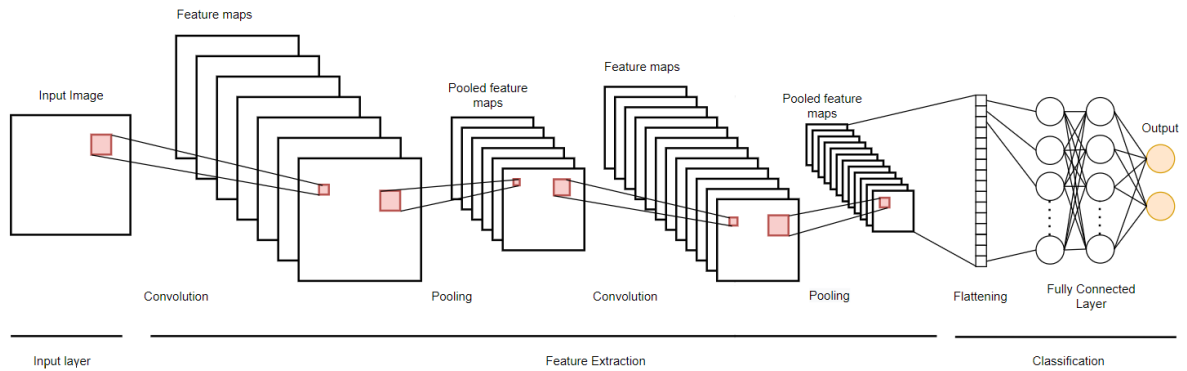 Feature maps
Input Image
Pooled feature
maps
Feature maps
Pooled feature
maps
Output
Convolution
Pooling
Convolution
Pooling
Flattening
Fully Connected
Layer
Input layer
Feature Extraction
Classification